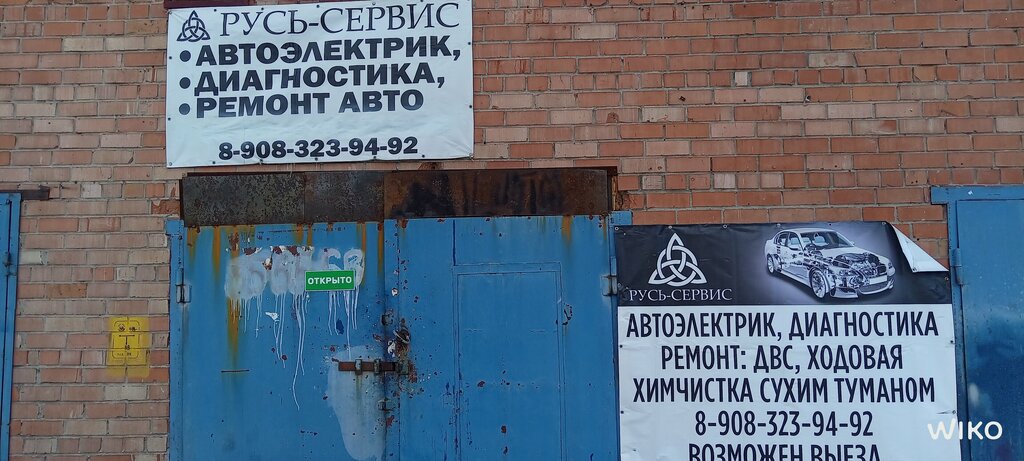 РУСЬ-СЕРВИС
• АВТОЭЛЕКТРИК,
• ДИАГНОСТИКА,
• РЕМОНТ АВТО
8-908-323-94-92
ОТКРЫТО
РУСЬ-СЕРВИС
АВТОЭЛЕКТРИК, ДИАГНОСТИКА
РЕМОНТ: ДВС, ХОДОВАЯ
ХИМЧИСТКА СУХИМ ТУМАНОМ
8-908-323-94-92
ВОЗМОЖЕН ВЫЕЗД
WIKO